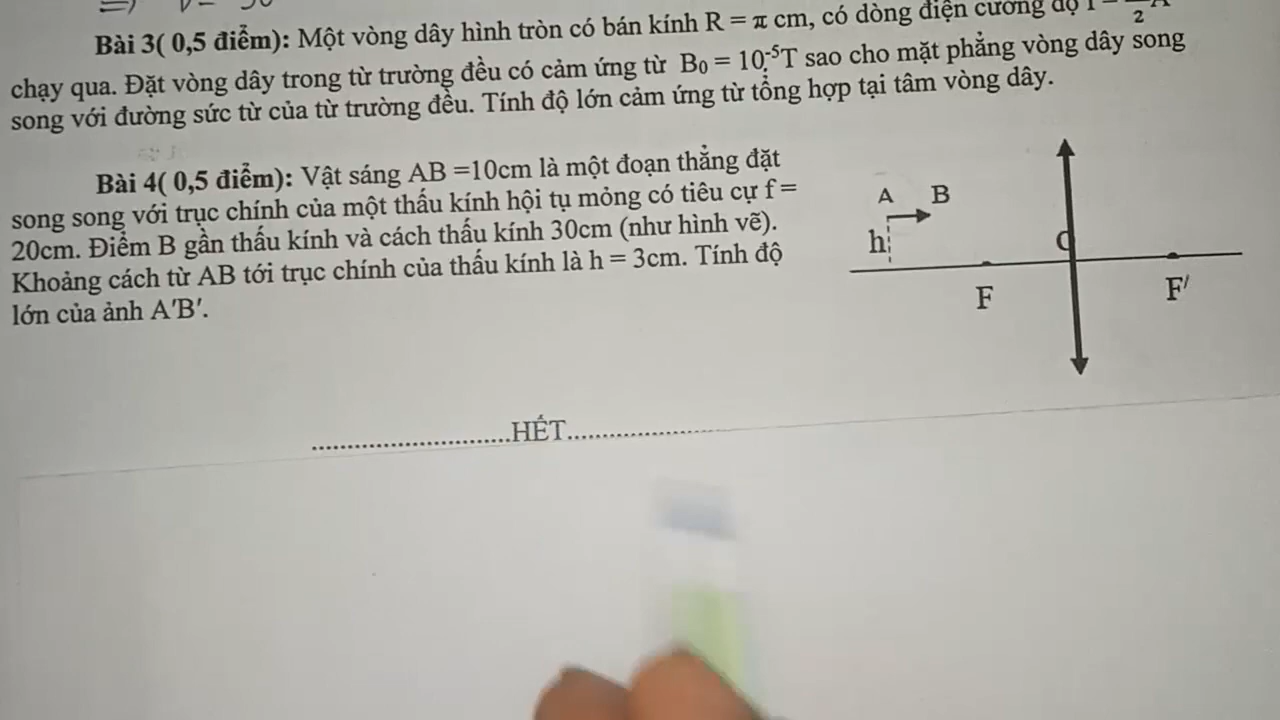 Bài 3( 0,5 điểm): Một vòng dây hình tròn có bán kính R = π cm, có dòng điện cường độ I =
2
chạy qua. Đặt vòng dây trong từ trường đều có cảm ứng từ B₀ = 10⁻⁵T sao cho mặt phẳng vòng dây song
song với đường sức từ của từ trường đều. Tính độ lớn cảm ứng từ tổng hợp tại tâm vòng dây.
Bài 4( 0,5 điểm): Vật sáng AB =10cm là một đoạn thẳng đặt
song song với trục chính của một thấu kính hội tụ mỏng có tiêu cự f =
20cm. Điểm B gần thấu kính và cách thấu kính 30cm (như hình vẽ).
Khoảng cách từ AB tới trục chính của thấu kính là h = 3cm. Tính độ
lớn của ảnh A'B'.
A B
h
O
F
F'
HẾT